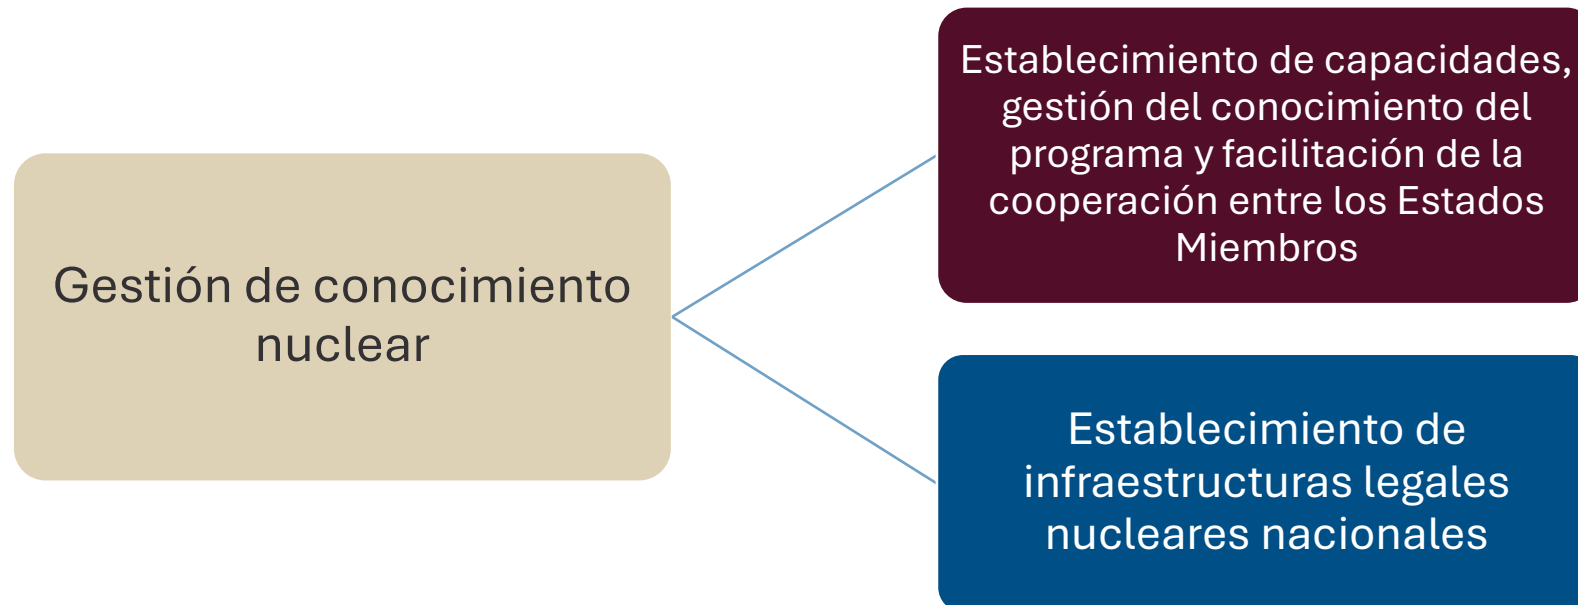 Gestión de conocimiento
nuclear
Establecimiento de capacidades,
gestión del conocimiento del
programa y facilitación de la
cooperación entre los Estados
Miembros
Establecimiento de
infraestructuras legales
nucleares nacionales